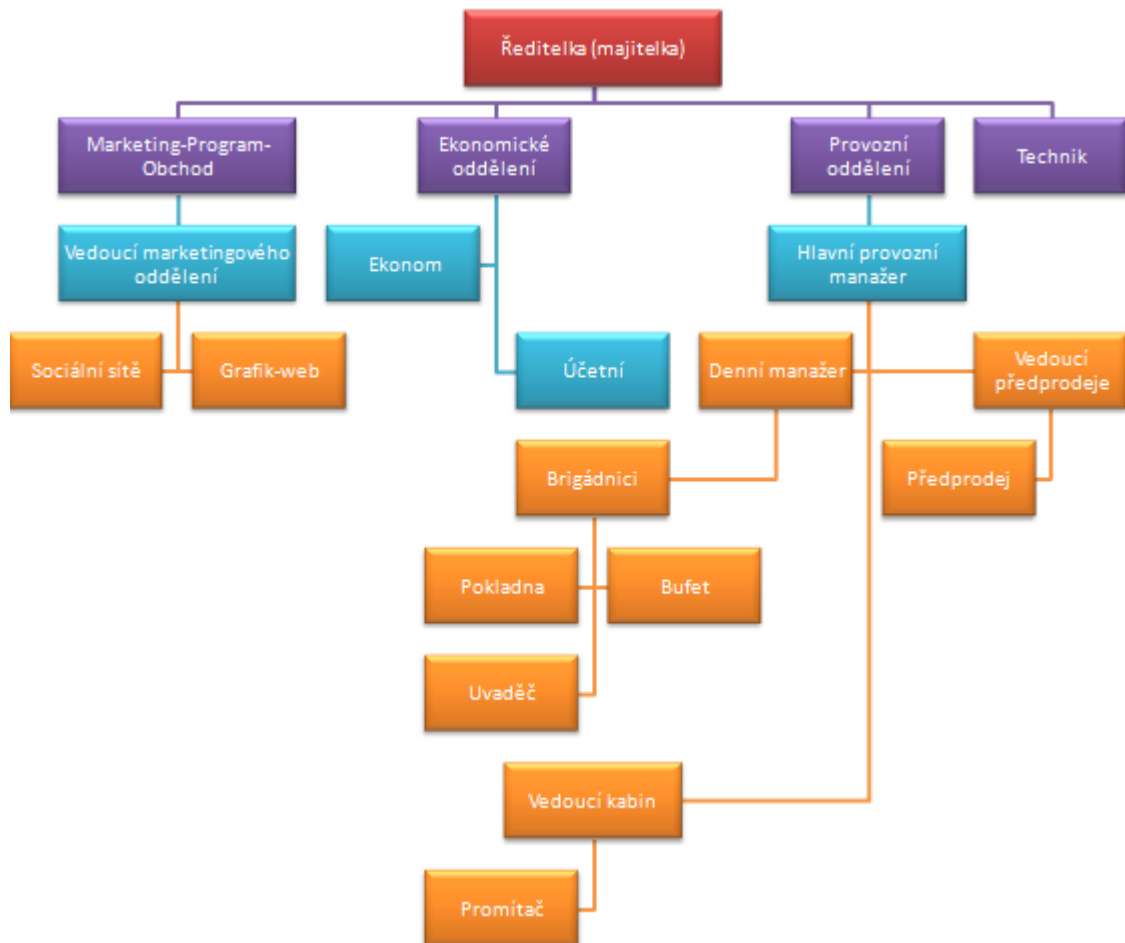 Ředitelka (majitelka)
Marketing-Program-
Obchod
Ekonomické
oddělení
Provozní
oddělení
Technik
Vedoucí marketingového
oddělení
Ekonom
Hlavní provozní
manažer
Sociální sítě
Grafik-web
Účetní
Denní manažer
Vedoucí
předprodeje
Brigádnici
Předprodej
Pokladna
Bufet
Uvaděč
Vedoucí kabin
Promítač